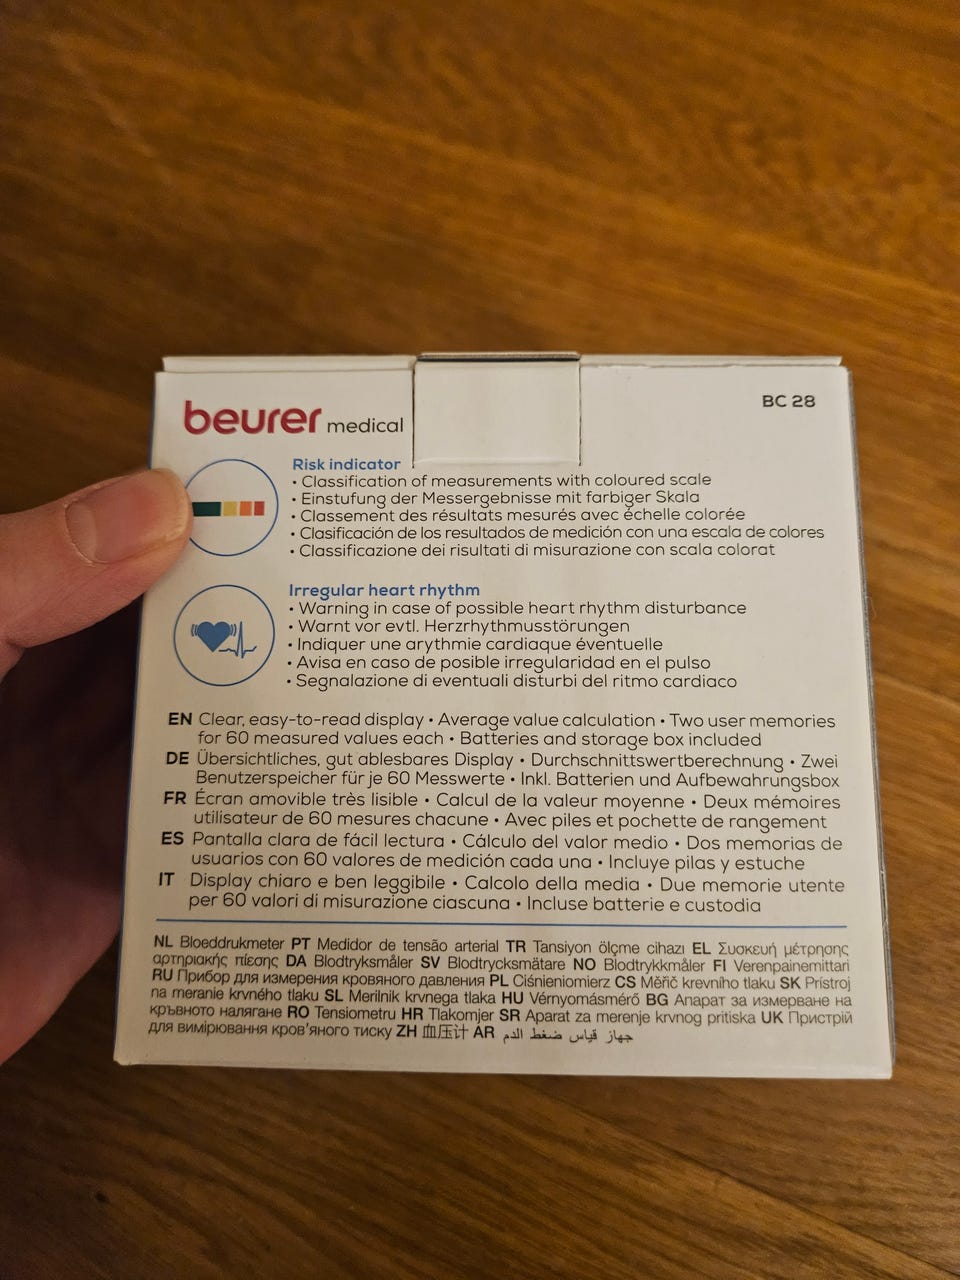 beurer medical
BC 28
Risk indicator
• Classification of measurements with coloured scale
• Einstufung der Messergebnisse mit farbiger Skala
• Classement des résultats mesurés avec échelle colorée
• Clasificación de los resultados de medición con una escala de colores
• Classificazione dei risultati di misurazione con scala colorat
Irregular heart rhythm
• Warning in case of possible heart rhythm disturbance
• Warnt vor evtl. Herzrhythmusstörungen
• Indiquer une arythmie cardiaque éventuelle
• Avisa en caso de posible irregularidad en el pulso
• Segnalazione di eventuali disturbi del ritmo cardiaco
EN Clear, easy-to-read display • Average value calculation • Two user memories
for 60 measured values each • Batteries and storage box included
DE Übersichtliches, gut ablesbares Display • Durchschnittswertberechnung • Zwei
Benutzerspeicher für je 60 Messwerte • Inkl. Batterien und Aufbewahrungsbox
FR Écran amovible très lisible • Calcul de la valeur moyenne • Deux mémoires
utilisateur de 60 mesures chacune • Avec piles et pochette de rangement
ES Pantalla clara de fácil lectura • Cálculo del valor medio • Dos memorias de
usuarios con 60 valores de medición cada una • Incluye pilas y estuche
IT Display chiaro e ben leggibile • Calcolo della media • Due memorie utente
per 60 valori di misurazione ciascuna • Incluse batterie e custodia
NL Bloeddrukmeter PT Medidor de tensão arterial TR Tansiyon ölçme cihazı EL Συσκευή μέτρησης
αρτηριακής πίεσης DA Blodtryksmåler SV Blodtrycksmätare NO Blodtrykkmåler FI Verenpainemittari
RU Прибор для измерения кровяного давления PL Ciśnieniomierz CS Měřič krevního tlaku SK Prístroj
na meranie krvného tlaku SL Merilnik krvnega tlaka HU Vérnyomásmérő BG Апарат за измерване на
кръвното налягане RO Tensiometru HR Tlakomjer SR Aparat za merenje krvnog pritiska UK Пристрій
для вимірювання кров'яного тиску ZH 血压计 AR جهاز قياس ضغط الدم